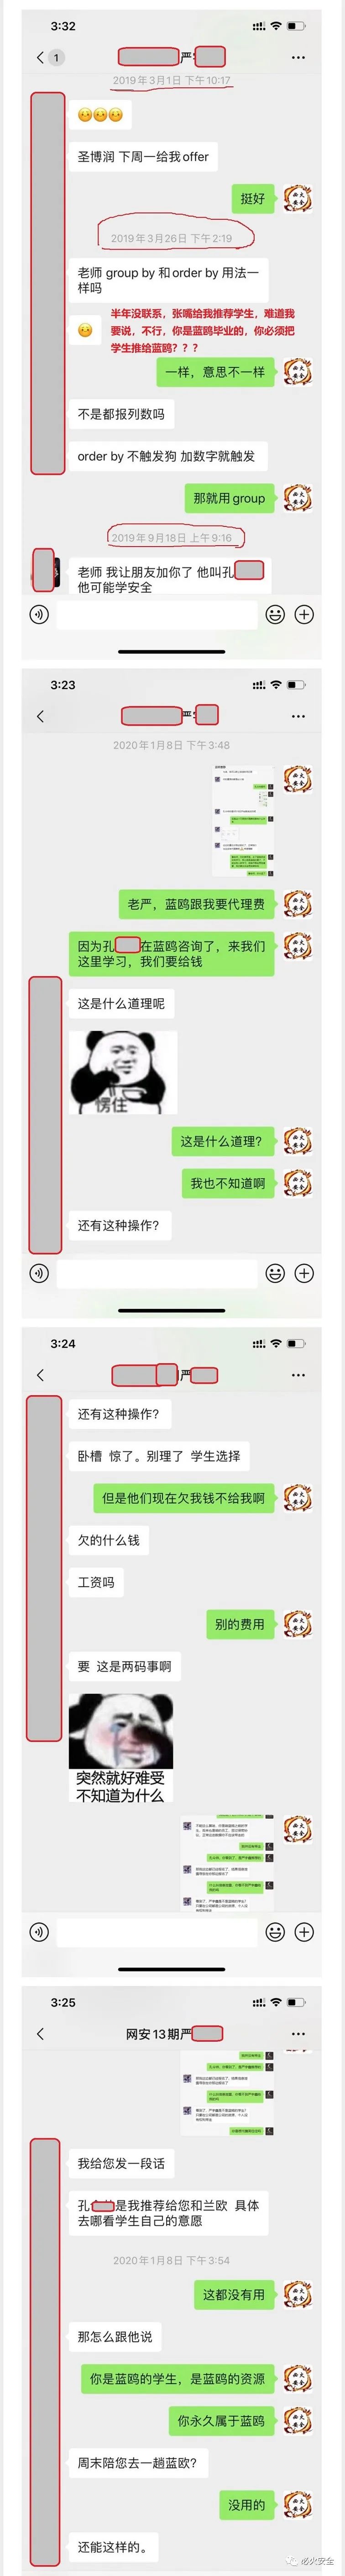 3:32
1
严
2019年3月1日 下午10:17
圣博润 下周一给我offer
挺好
2019年3月26日 下午2:19
老师 group by 和order by 用法一
样吗
半年没联系，张嘴给我推荐学生，难道我
要说，不行，你是蓝鸥毕业的，你必须把
学生推给蓝鸥？？？
一样，意思不一样
不是都报列数吗
order by 不触发狗 加数字就触发
那就用group
2019年9月18日 上午9:16
老师 我让朋友加你了 他叫孔
他可能学安全
3:23
严
2020年1月8日 下午3:48
老严，蓝鸥跟我要代理费
因为孔 在蓝鸥咨询了，来我们
这里学习，我们要给钱
这是什么道理呢
愣住
这是什么道理?
我也不知道啊
还有这种操作?
3:24
严
还有这种操作?
卧槽 惊了。别理了 学生选择
但是他们现在欠我钱不给我啊
欠的什么钱
工资吗
别的费用
要 这是两码事啊
突然就好难受
不知道为什么
3:25
网安13期严
我给您发一段话
孔 是我推荐给您和兰欧 具体
去哪看学生自己的意愿
2020年1月8日 下午3:54
这都没有用
那怎么跟他说
你是蓝鸥的学生，是蓝鸥的资源
你永久属于蓝鸥
周末陪您去一趟蓝欧?
没用的
还能这样的。
必火安全